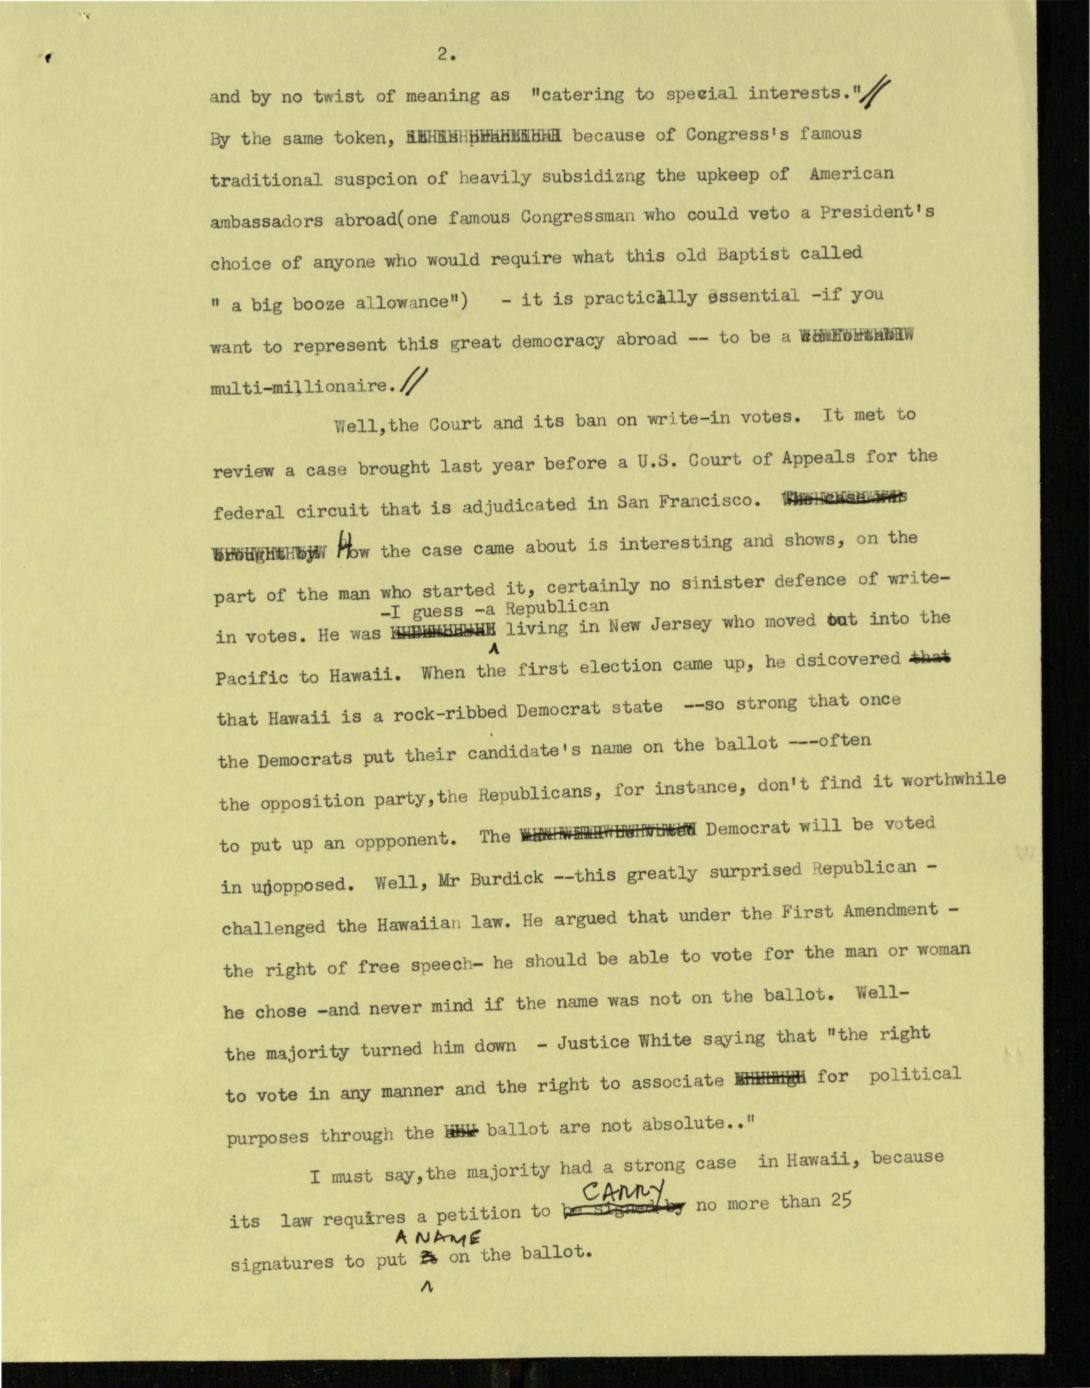 2.
and by no twist of meaning as "catering to special interests."//
By the same token, because of Congress's famous
traditional suspcion of heavily subsidizng the upkeep of American
ambassadors abroad(one famous Congressman who could veto a President's
choice of anyone who would require what this old Baptist called
" a big booze allowance") - it is practically essential -if you
want to represent this great democracy abroad -- to be a
multi-millionaire.//
Well,the Court and its ban on write-in votes. It met to
review a case brought last year before a U.S. Court of Appeals for the
federal circuit that is adjudicated in San Francisco. The case was
brought by How the case came about is interesting and shows, on the
part of the man who started it, certainly no sinister defence of write-
-I guess -a Republican
in votes. He was living in New Jersey who moved out into the
Pacific to Hawaii. When the first election came up, he dsicovered that
that Hawaii is a rock-ribbed Democrat state --so strong that once
the Democrats put their candidate's name on the ballot ---often
the opposition party,the Republicans, for instance, don't find it worthwhile
to put up an oppponent. The Democrat will be voted
in unopposed. Well, Mr Burdick --this greatly surprised Republican -
challenged the Hawaiian law. He argued that under the First Amendment -
the right of free speech- he should be able to vote for the man or woman
he chose -and never mind if the name was not on the ballot. Well-
the majority turned him down - Justice White saying that "the right
to vote in any manner and the right to associate for political
purposes through the ballot are not absolute.."
I must say,the majority had a strong case in Hawaii, because
CARRY
its law requires a petition to be signed by no more than 25
A NAME
signatures to put on the ballot.